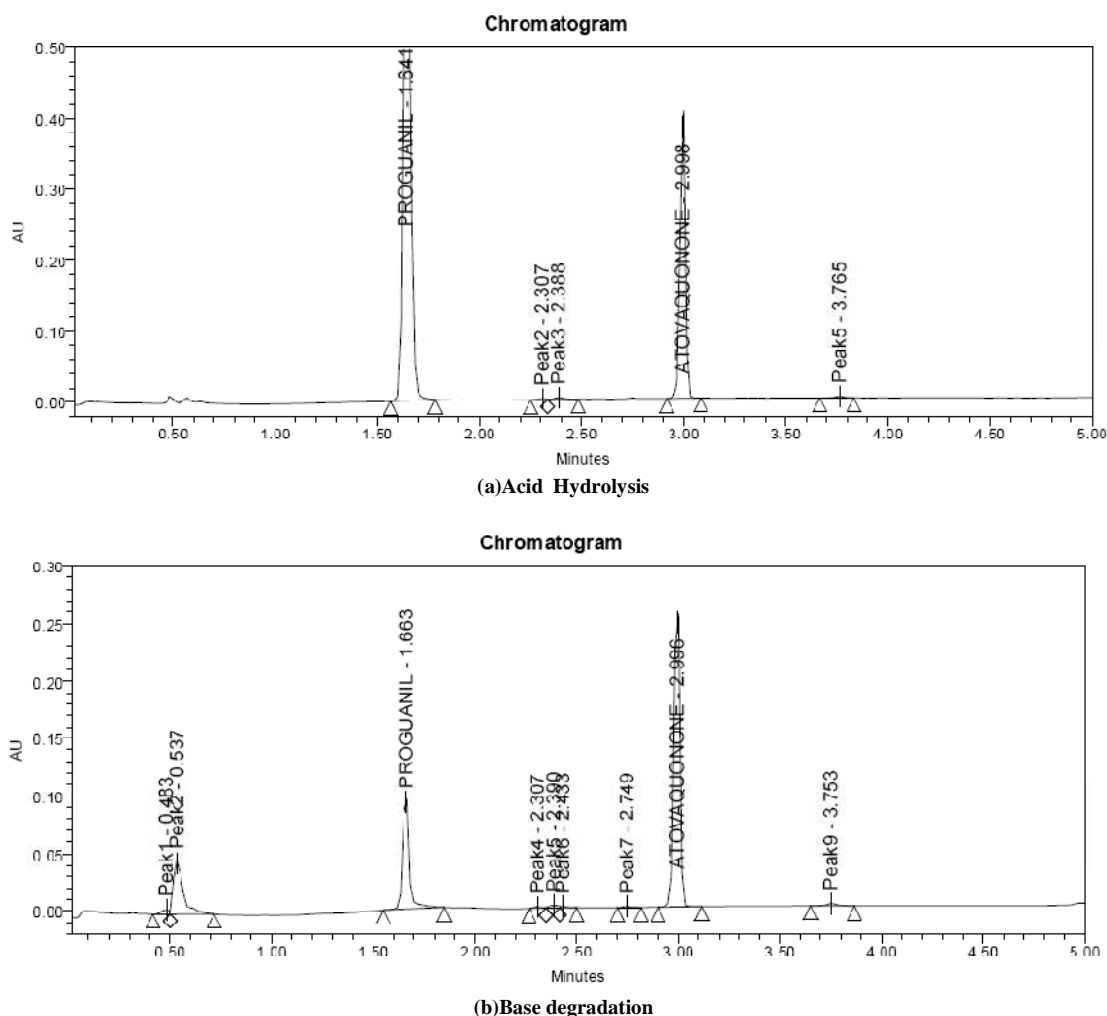 Chromatogram
0.50
0.40
0.30
0.20
0.10
0.00
AU
PROGUANIL - 1.641
Peak2 - 2.307
Peak3 - 2.388
ATOVAQUONONE - 2.998
Peak5 - 3.765
0.50 1.00 1.50 2.00 2.50 3.00 3.50 4.00 4.50 5.00
Minutes
(a)Acid Hydrolysis
Chromatogram
0.30
0.25
0.20
0.15
0.10
0.05
0.00
AU
Peak1 - 0.483
Peak2 - 0.537
PROGUANIL - 1.663
Peak4 - 2.307
Peak5 - 2.390
Peak6 - 2.433
Peak7 - 2.749
ATOVAQUONONE - 2.996
Peak9 - 3.753
0.50 1.00 1.50 2.00 2.50 3.00 3.50 4.00 4.50 5.00
Minutes
(b)Base degradation